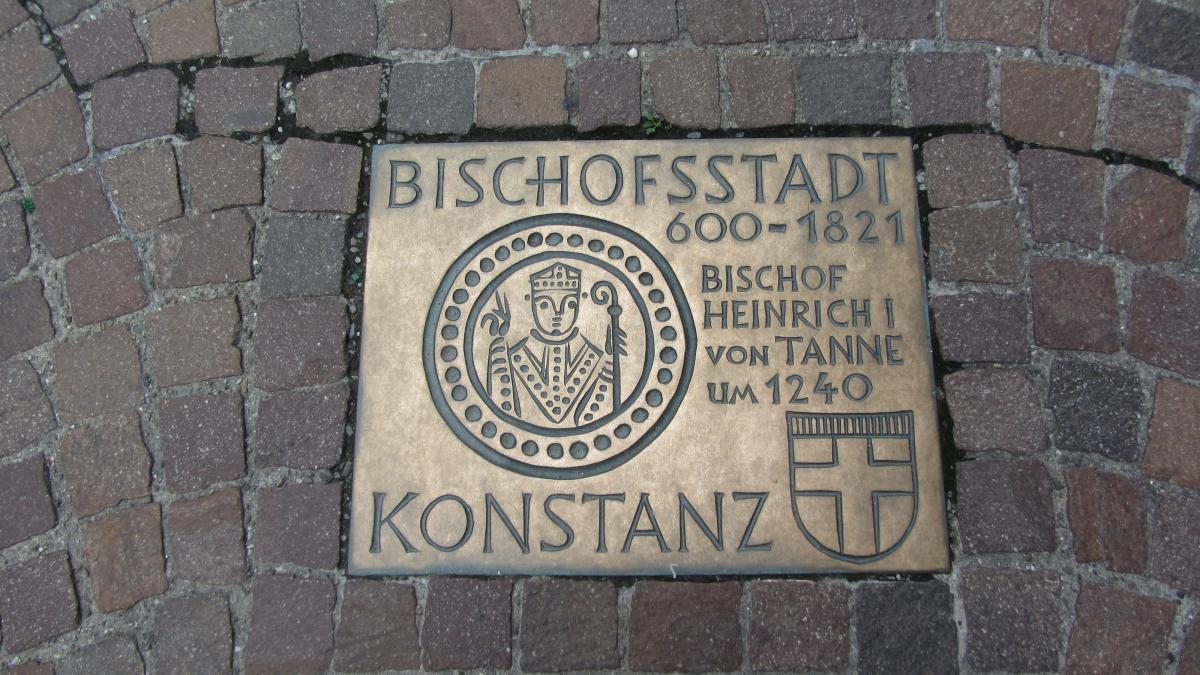 BISCHOFSSTADT
600-1821
BISCHOF
HEINRICH I
VON TANNE
UM 1240
KONSTANZ